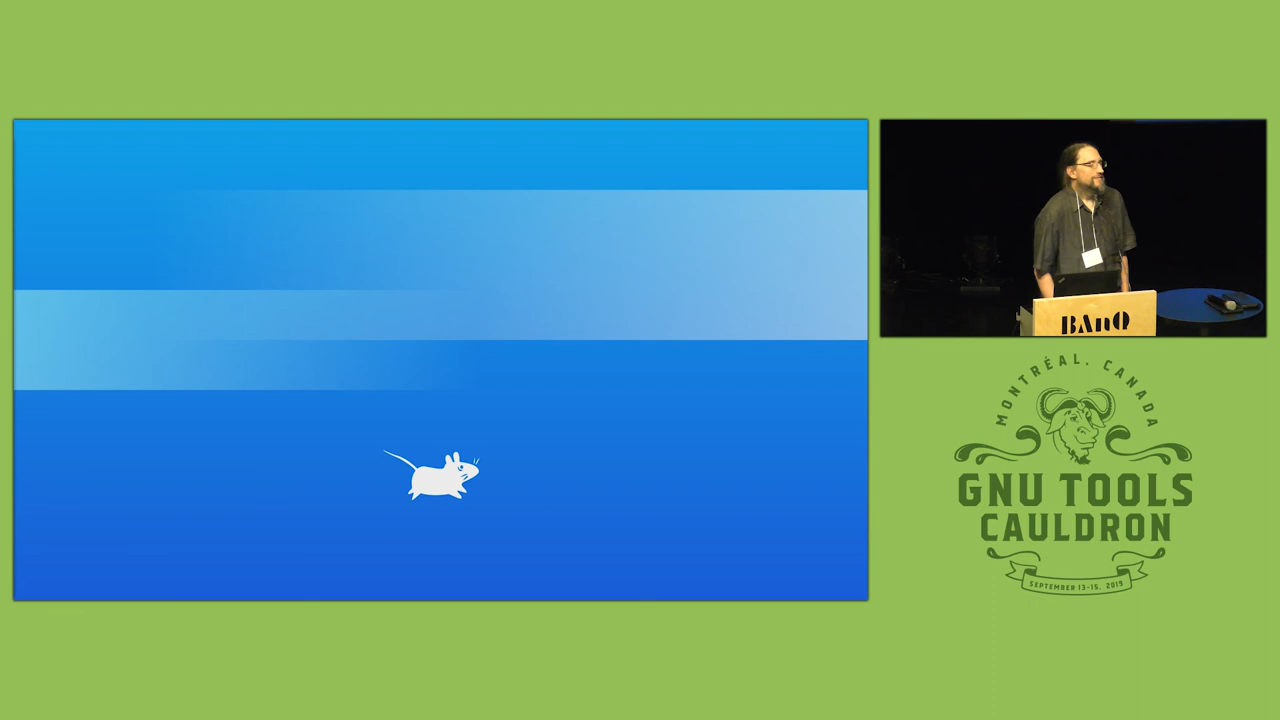 BAnQ
MONTRÉAL, CANADA
GNU TOOLS
CAULDRON
SEPTEMBER 13-15, 2019